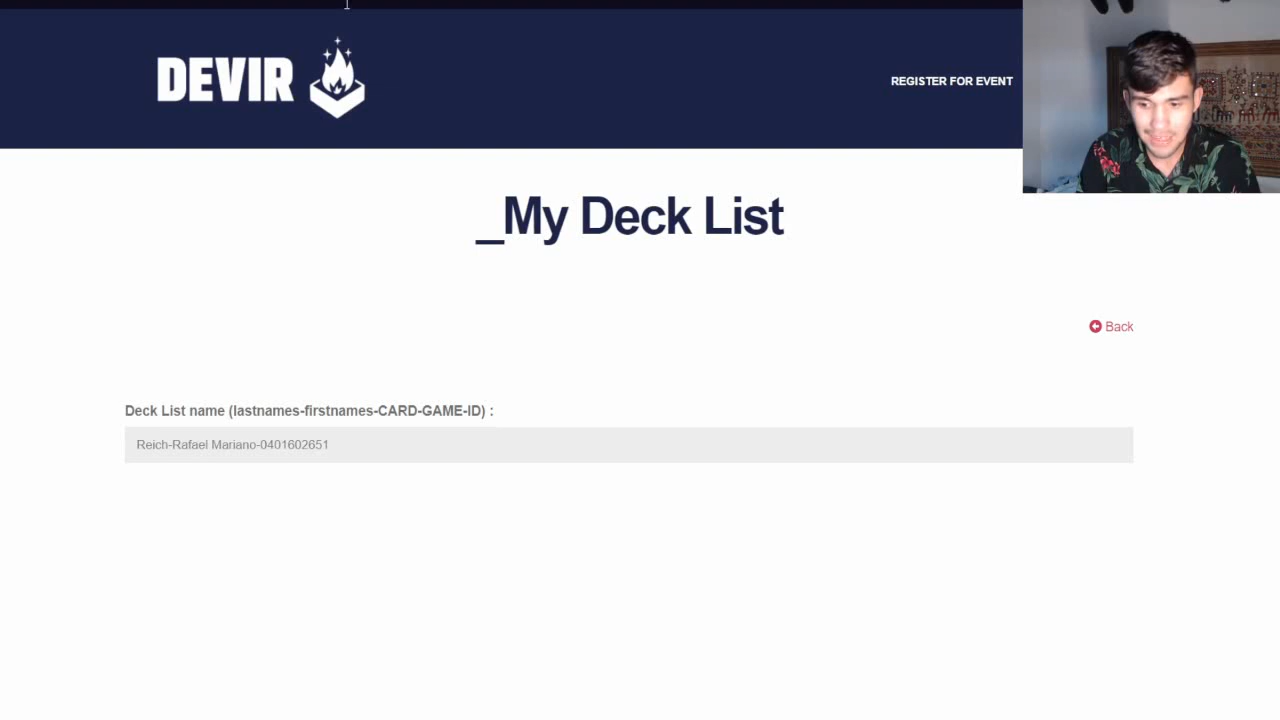 DEVIR
REGISTER FOR EVENT
_My Deck List
Back
Deck List name (lastnames-firstnames-CARD-GAME-ID) :
Reich-Rafael Mariano-0401602651